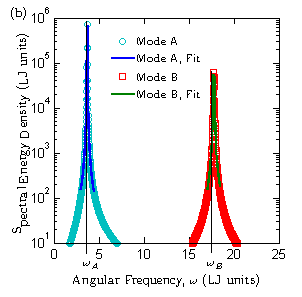 (b)
Mode A
Mode A, Fit
Mode B
Mode B, Fit
Spectral Energy Density (LJ units)
10^6
10^5
10^4
10^3
10^2
10^1
0 5 10 15 20 25
ω_A ω_B
Angular Frequency, ω (LJ units)